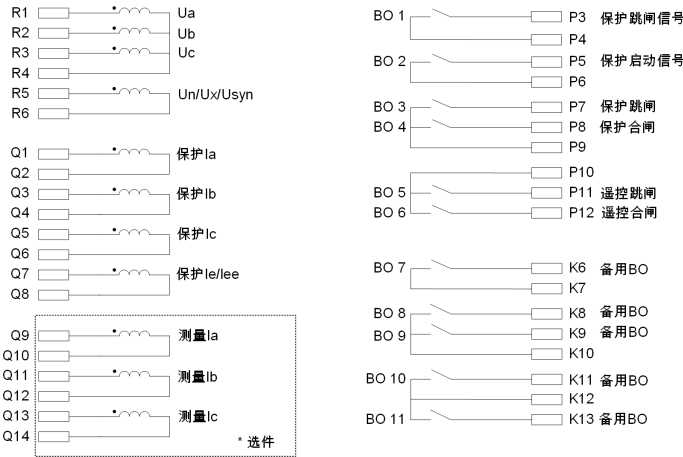 R1 Ua
R2 Ub
R3 Uc
R4
R5 Un/Ux/Usyn
R6
Q1 保护Ia
Q2
Q3 保护Ib
Q4
Q5 保护Ic
Q6
Q7 保护Ie/Iee
Q8
Q9 测量Ia
Q10
Q11 测量Ib
Q12
Q13 测量Ic
Q14
* 选件
BO 1 P3 保护跳闸信号
P4
BO 2 P5 保护启动信号
P6
BO 3 P7 保护跳闸
BO 4 P8 保护合闸
P9
P10
BO 5 P11 遥控跳闸
BO 6 P12 遥控合闸
BO 7 K6 备用BO
K7
BO 8 K8 备用BO
BO 9 K9 备用BO
K10
BO 10 K11 备用BO
K12
BO 11 K13 备用BO